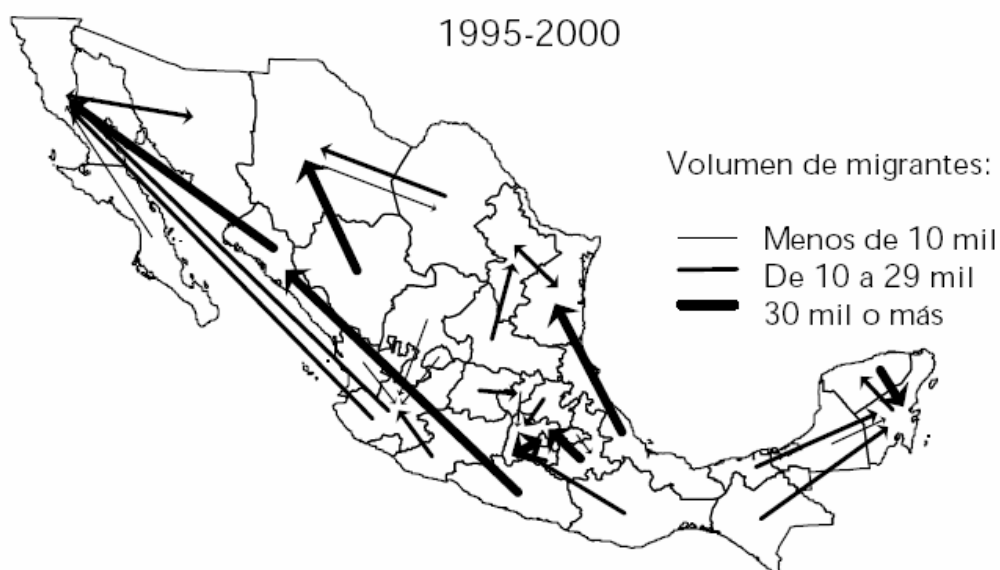 1995-2000
Volumen de migrantes:
Menos de 10 mil
De 10 a 29 mil
30 mil o más